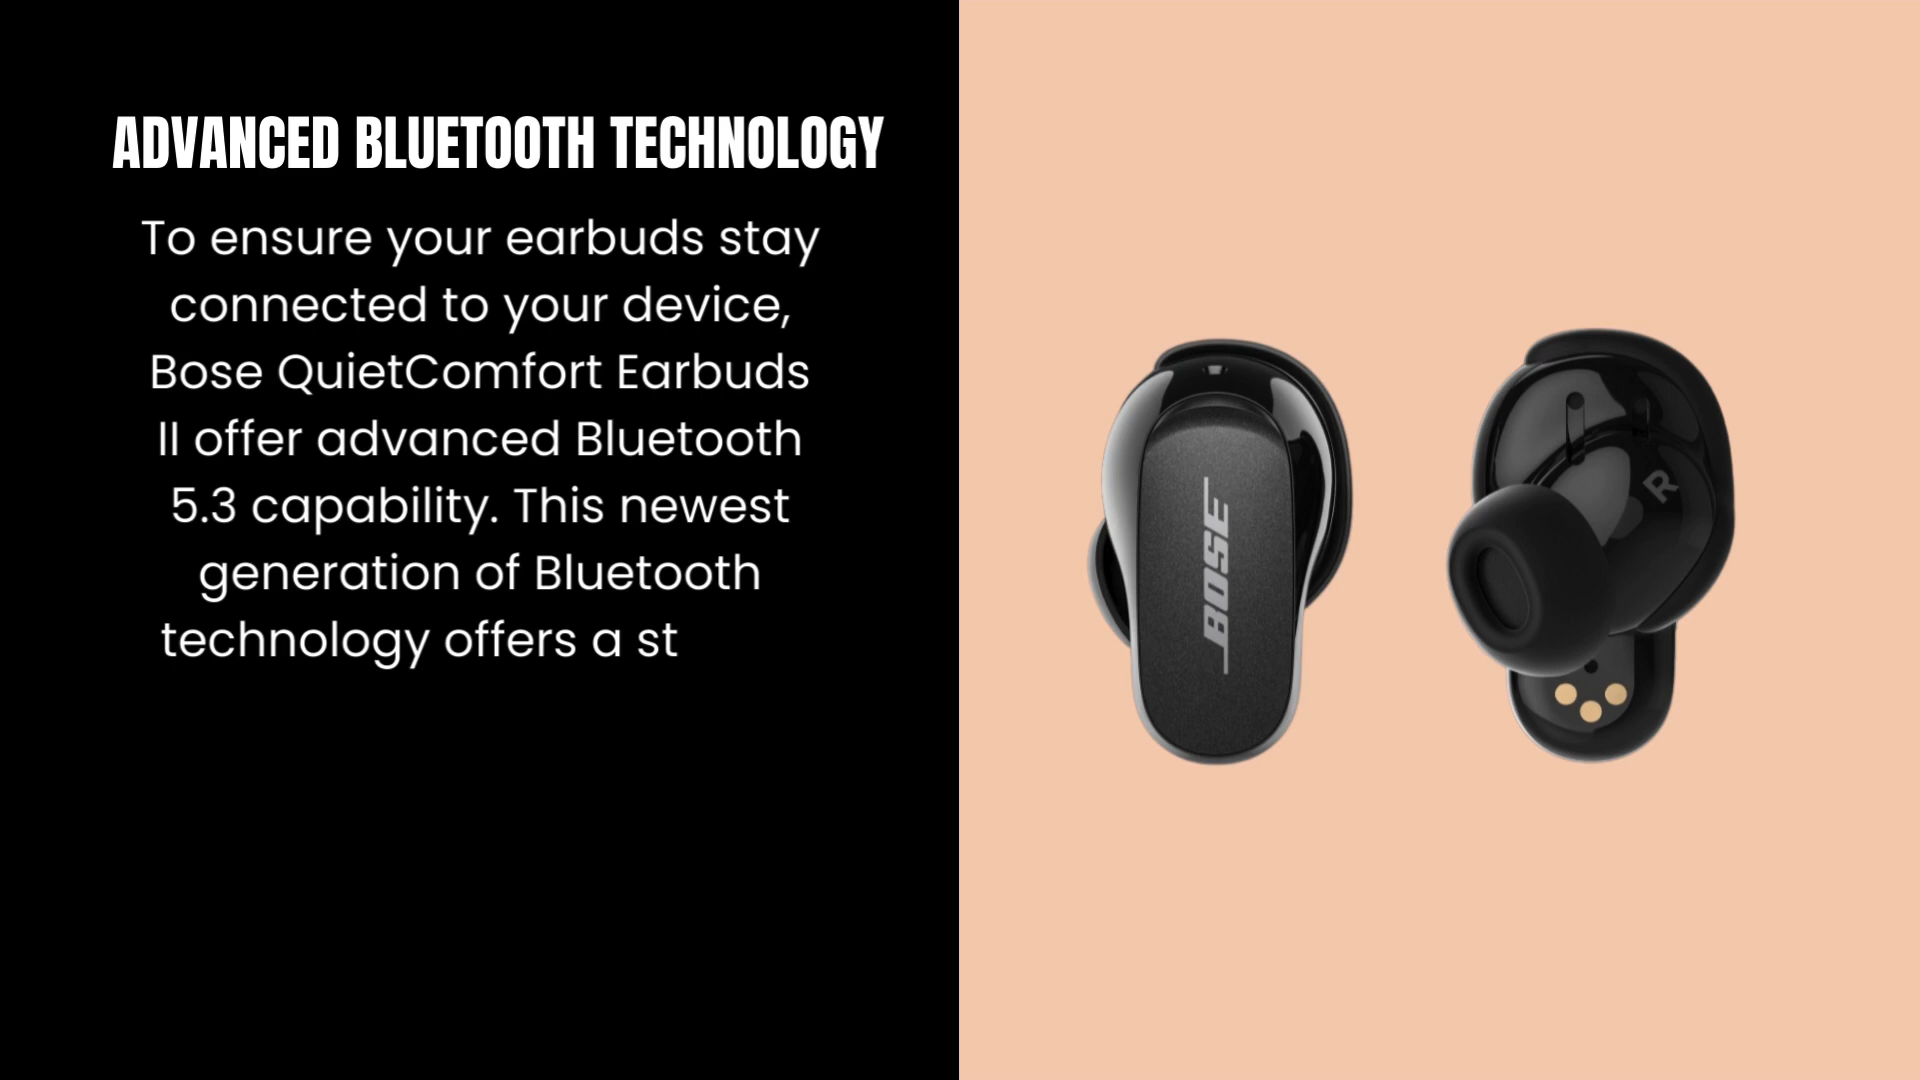 ADVANCED BLUETOOTH TECHNOLOGY
To ensure your earbuds stay
connected to your device,
Bose QuietComfort Earbuds
II offer advanced Bluetooth
5.3 capability. This newest
generation of Bluetooth
technology offers a st
BOSE
R